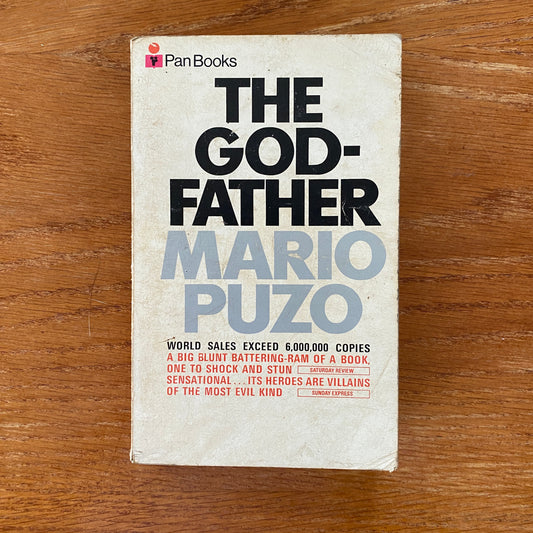 Pan Books
THE
GOD-
FATHER
MARIO
PUZO
WORLD SALES EXCEED 6,000,000 COPIES
A BIG BLUNT BATTERING-RAM OF A BOOK,
ONE TO SHOCK AND STUN SATURDAY REVIEW
SENSATIONAL...ITS HEROES ARE VILLAINS
OF THE MOST EVIL KIND SUNDAY EXPRESS